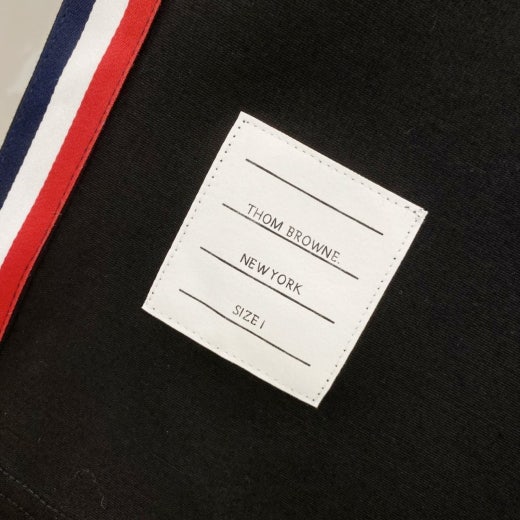 THOM BROWNE.
NEW YORK
SIZE 1